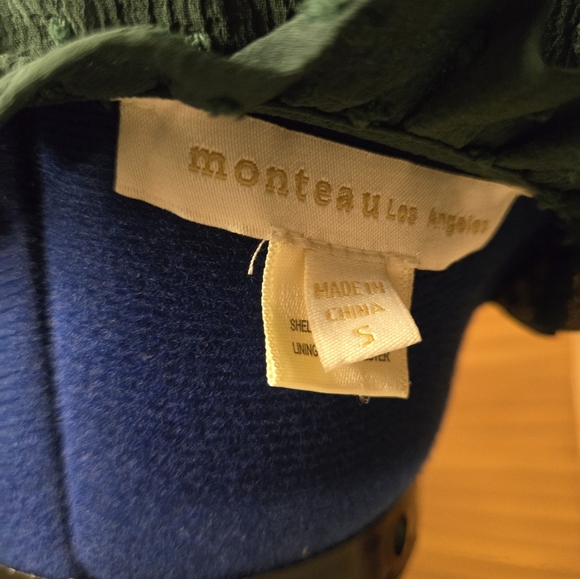 monteau Los Angeles
MADE IN
CHINA
S
SHEL
LINING